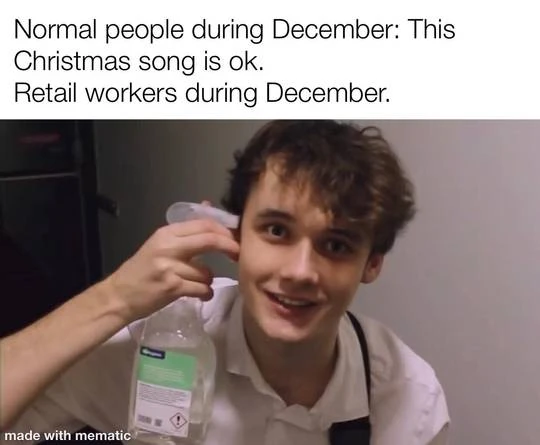 Normal people during December: This
Christmas song is ok.
Retail workers during December.
made with mematic